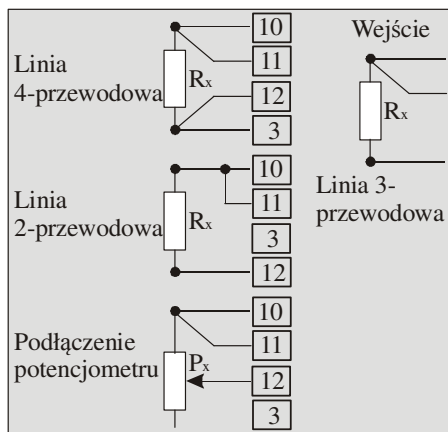 Linia
4-przewodowa
Rx
10
11
12
3
Linia
2-przewodowa
Rx
10
11
3
12
Podłączenie
potencjometru
Px
10
11
12
3
Wejście
Rx
Linia 3-
przewodowa